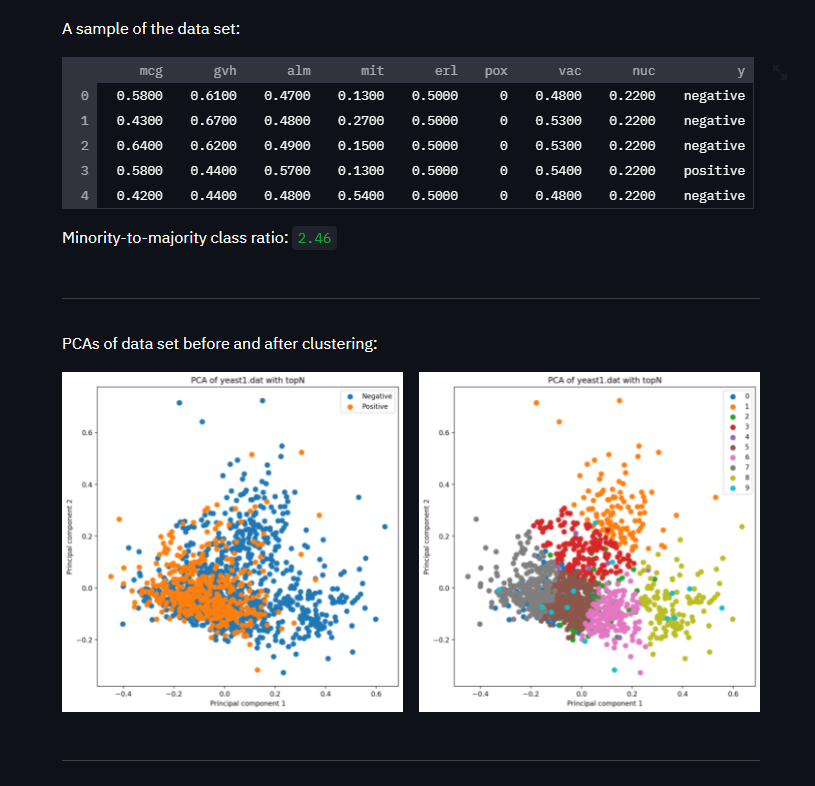 A sample of the data set:
mcg gvh alm mit erl pox vac nuc y
0 0.5800 0.6100 0.4700 0.1300 0.5000 0 0.4800 0.2200 negative
1 0.4300 0.6700 0.4800 0.2700 0.5000 0 0.5300 0.2200 negative
2 0.6400 0.6200 0.4900 0.1500 0.5000 0 0.5300 0.2200 negative
3 0.5800 0.4400 0.5700 0.1300 0.5000 0 0.5400 0.2200 positive
4 0.4200 0.4400 0.4800 0.5400 0.5000 0 0.4800 0.2200 negative
Minority-to-majority class ratio: 2.46
PCAs of data set before and after clustering:
PCA of yeast1.dat with topN
Negative
Positive
0.6
0.4
0.2
0.0
−0.2
Principal component 2
−0.4 −0.2 0.0 0.2 0.4 0.6
Principal component 1
PCA of yeast1.dat with topN
0
1
2
3
4
5
6
7
8
9
0.6
0.4
0.2
0.0
−0.2
Principal component 2
−0.4 −0.2 0.0 0.2 0.4 0.6
Principal component 1